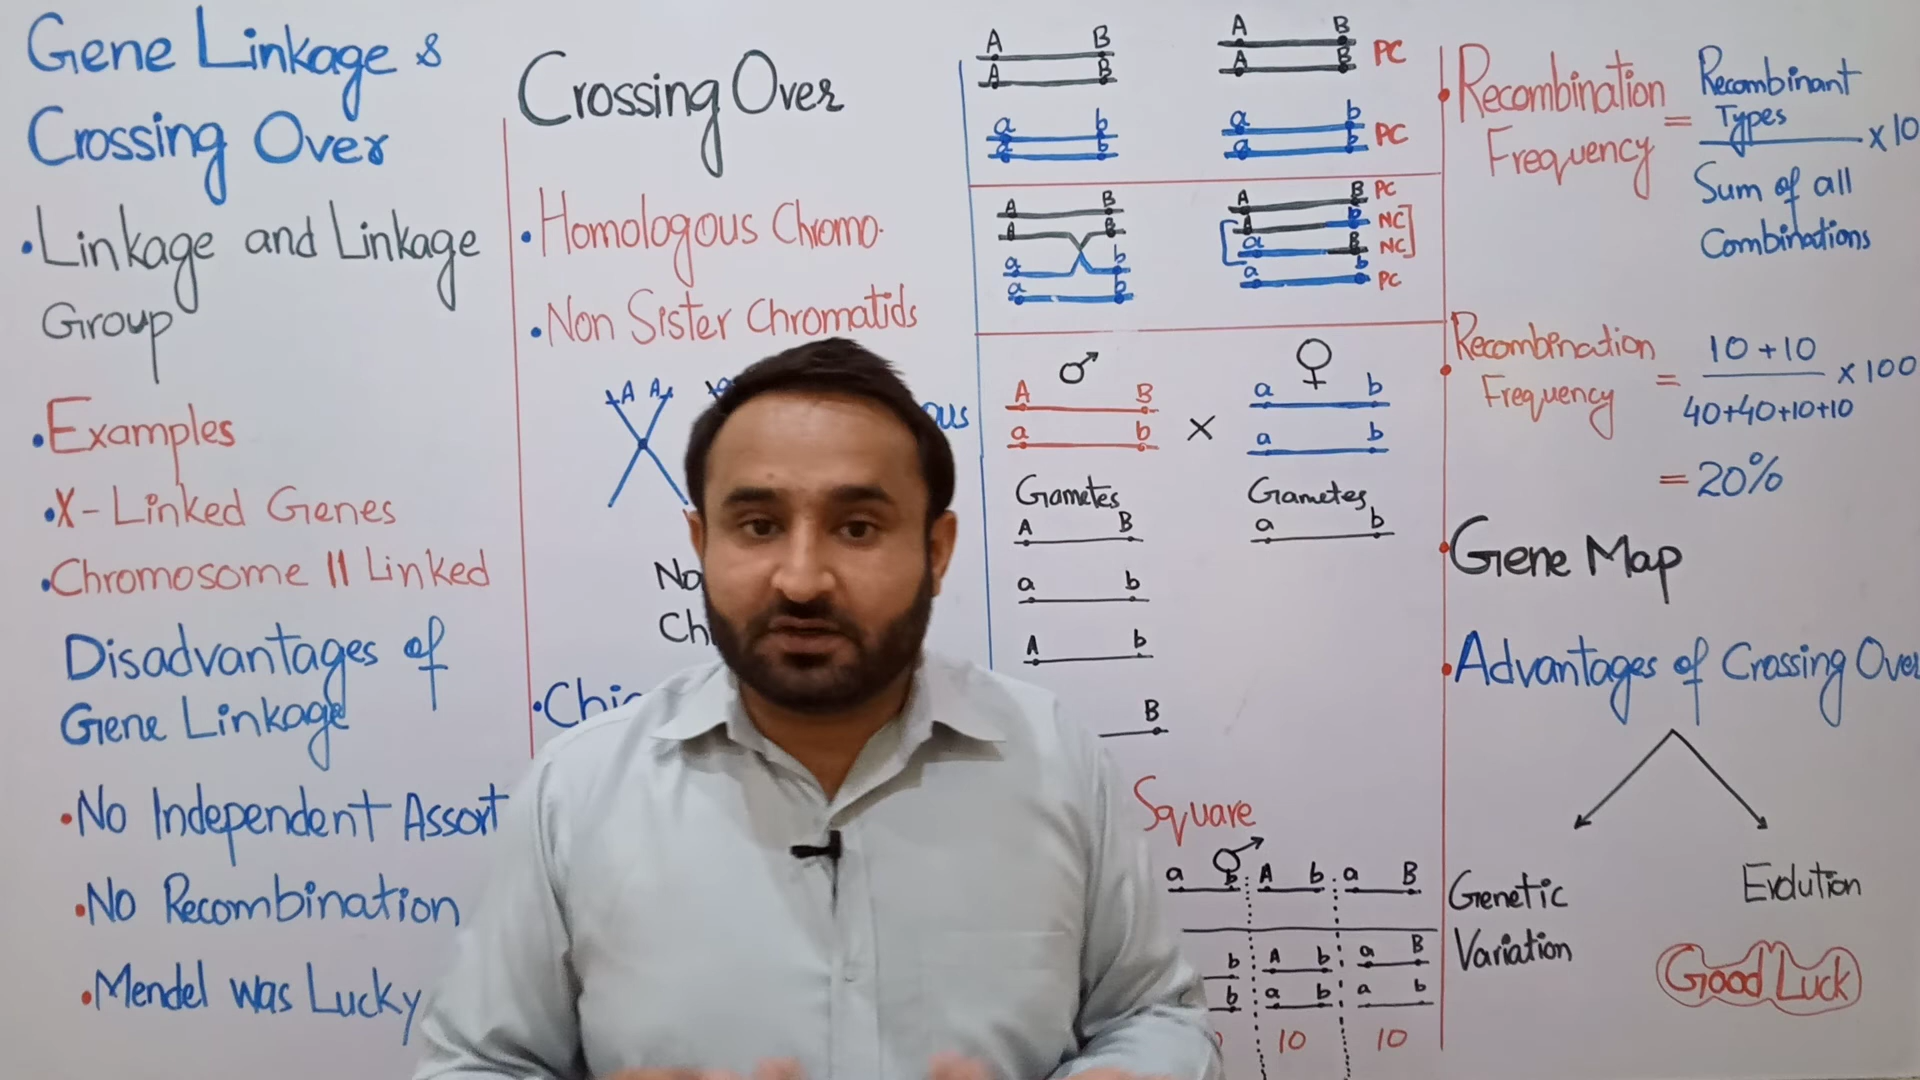 Gene Linkage &
Crossing Over
•Linkage and Linkage
Group
•Examples
•X-Linked Genes
•Chromosome 11 Linked
Disadvantages of
Gene Linkage
•No Independent Assort
•No Recombination
•Mendel was Lucky
Crossing Over
•Homologous Chromo.
•Non Sister Chromatids
A A
A B
A B
a b
a b
A B
A B PC
a b
a b PC
A B
A B
a b
a b
A B PC
A b NC
a B NC
a b PC
♂
A B
a b
×
♀
a b
a b
Gametes
A B
a b
A b
B
Gametes
a b
Square
♂
a b A b a B
b A b a B
b a b a b
10 10
•Recombination
Frequency
=
Recombinant
Types
x10
Sum of all
Combinations
•Recombination
Frequency
= 10+10 x100
40+40+10+10
= 20%
•Gene Map
•Advantages of Crossing Over
Genetic
Variation
Evolution
Good Luck